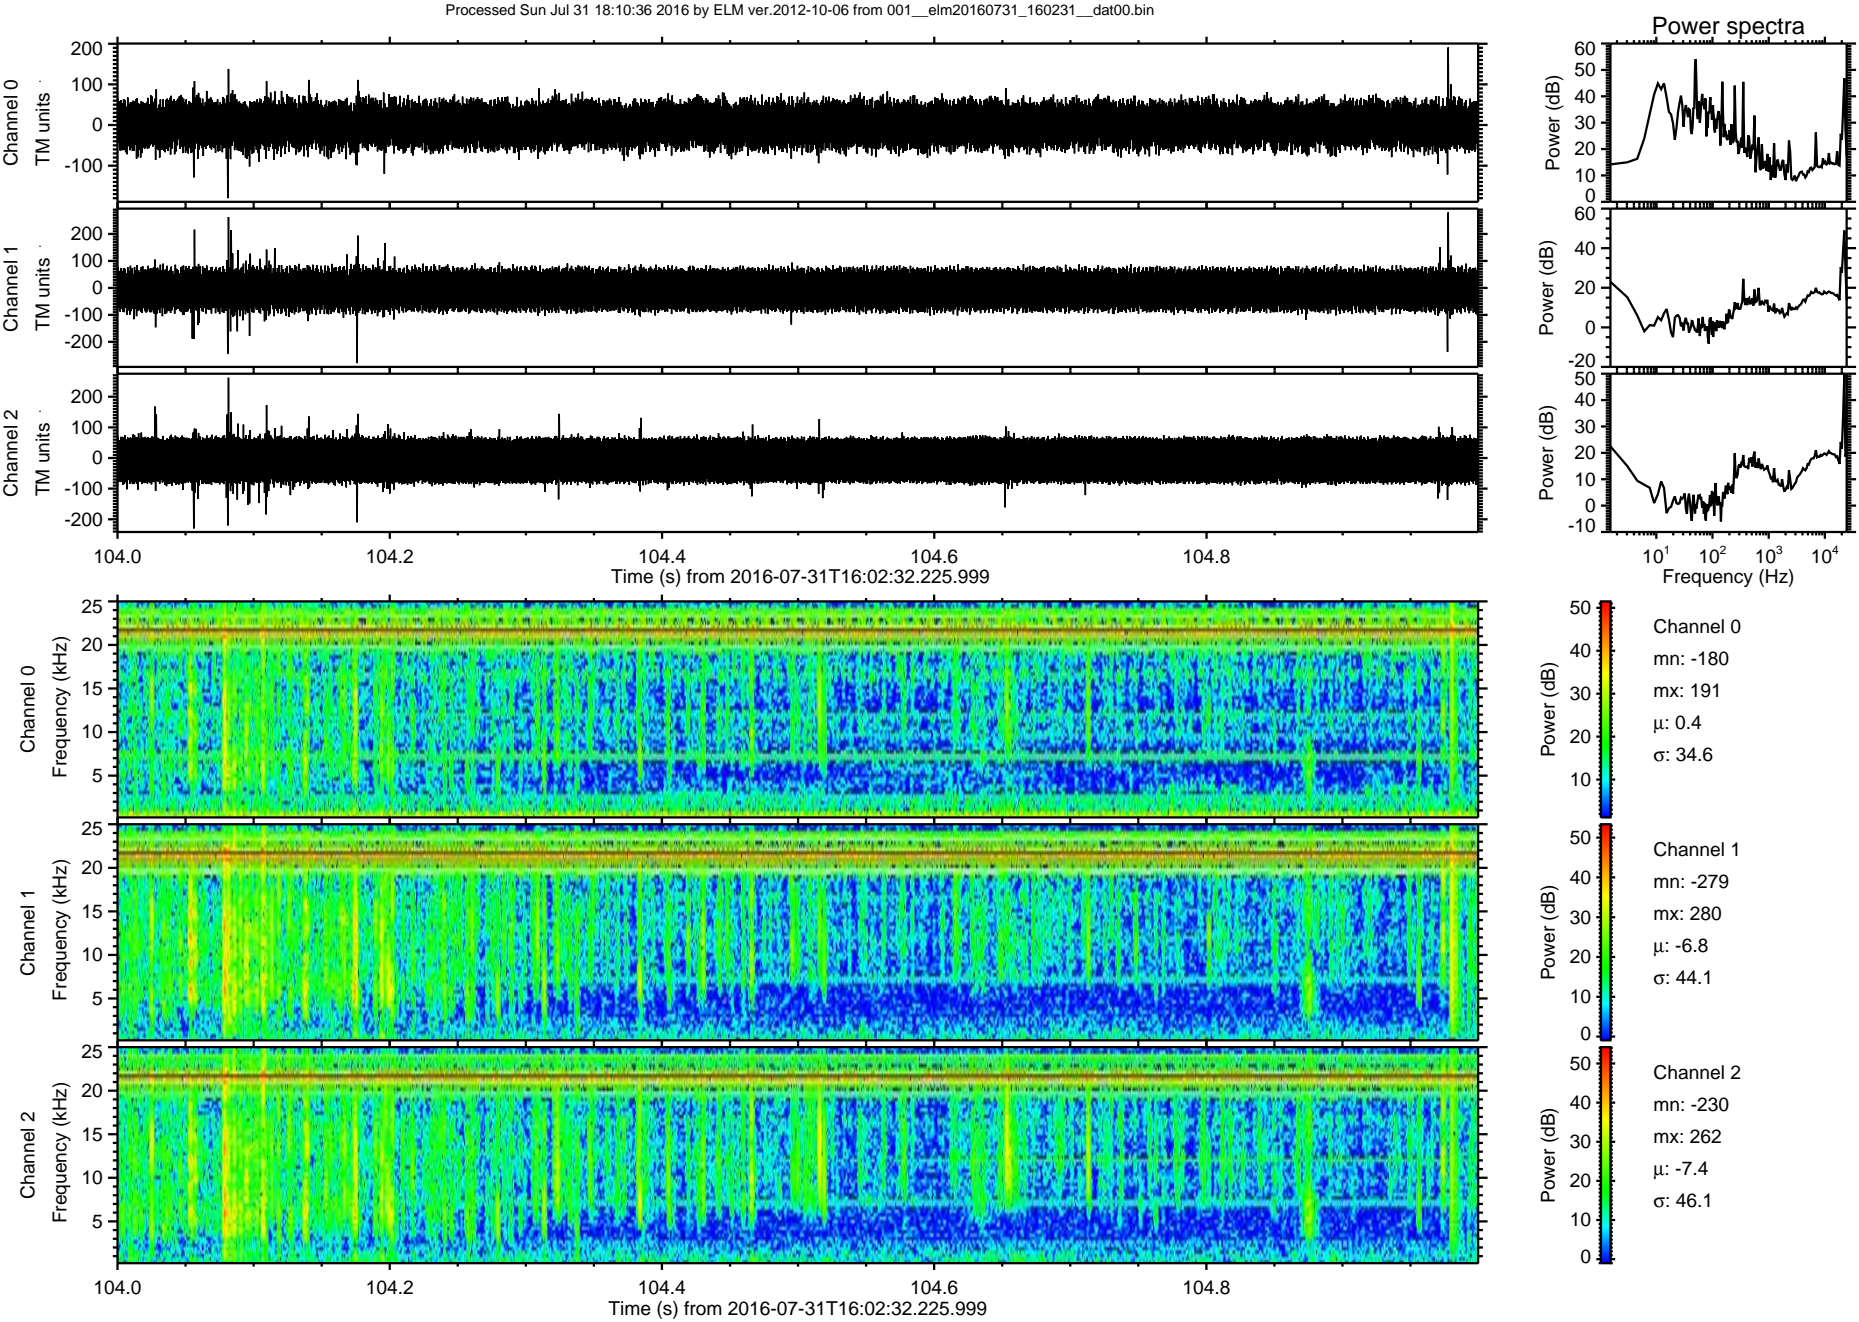 Processed Sun Jul 31 18:10:36 2016 by ELM ver.2012-10-06 from 001__elm20160731_160231__dat00.bin
Power spectra
Channel 0
TM units
200
100
0
-100
Power (dB)
60
50
40
30
20
10
0
Channel 1
TM units
200
100
0
-100
-200
Power (dB)
60
40
20
0
-20
Channel 2
TM units
200
100
0
-100
-200
Power (dB)
50
40
30
20
10
0
-10
104.0 104.2 104.4 104.6 104.8
Time (s) from 2016-07-31T16:02:32.225.999
10¹ 10² 10³ 10⁴
Frequency (Hz)
Channel 0
Frequency (kHz)
25
20
15
10
5
Power (dB)
50
40
30
20
10
Channel 0
mn: -180
mx: 191
μ: 0.4
σ: 34.6
Channel 1
Frequency (kHz)
25
20
15
10
5
Power (dB)
50
40
30
20
10
0
Channel 1
mn: -279
mx: 280
μ: -6.8
σ: 44.1
Channel 2
Frequency (kHz)
25
20
15
10
5
Power (dB)
50
40
30
20
10
0
Channel 2
mn: -230
mx: 262
μ: -7.4
σ: 46.1
104.0 104.2 104.4 104.6 104.8
Time (s) from 2016-07-31T16:02:32.225.999